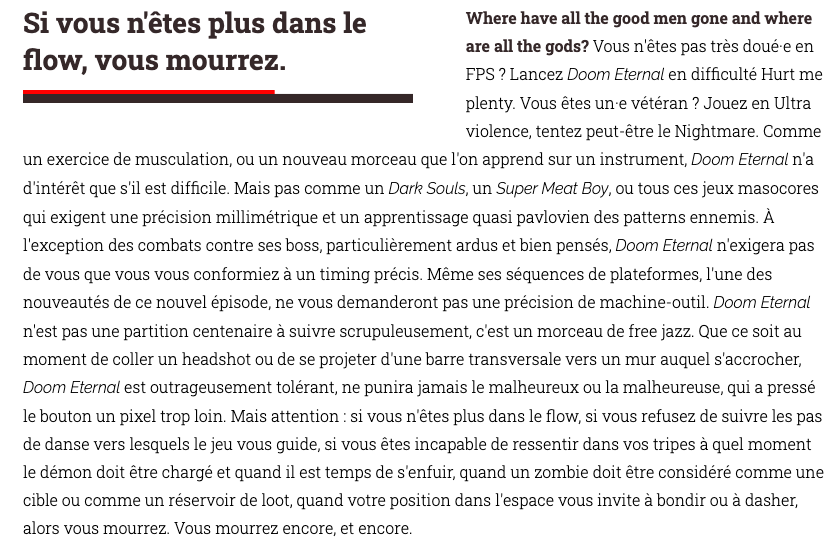 Si vous n'êtes plus dans le
flow, vous mourrez.
Where have all the good men gone and where
are all the gods? Vous n'êtes pas très doué·e en
FPS ? Lancez Doom Eternal en difficulté Hurt me
plenty. Vous êtes un·e vétéran ? Jouez en Ultra
violence, tentez peut-être le Nightmare. Comme
un exercice de musculation, ou un nouveau morceau que l'on apprend sur un instrument, Doom Eternal n'a
d'intérêt que s'il est difficile. Mais pas comme un Dark Souls, un Super Meat Boy, ou tous ces jeux masocores
qui exigent une précision millimétrique et un apprentissage quasi pavlovien des patterns ennemis. À
l'exception des combats contre ses boss, particulièrement ardus et bien pensés, Doom Eternal n'exigera pas
de vous que vous vous conformiez à un timing précis. Même ses séquences de plateformes, l'une des
nouveautés de ce nouvel épisode, ne vous demanderont pas une précision de machine-outil. Doom Eternal
n'est pas une partition centenaire à suivre scrupuleusement, c'est un morceau de free jazz. Que ce soit au
moment de coller un headshot ou de se projeter d'une barre transversale vers un mur auquel s'accrocher,
Doom Eternal est outrageusement tolérant, ne punira jamais le malheureux ou la malheureuse, qui a pressé
le bouton un pixel trop loin. Mais attention : si vous n'êtes plus dans le flow, si vous refusez de suivre les pas
de danse vers lesquels le jeu vous guide, si vous êtes incapable de ressentir dans vos tripes à quel moment
le démon doit être chargé et quand il est temps de s'enfuir, quand un zombie doit être considéré comme une
cible ou comme un réservoir de loot, quand votre position dans l'espace vous invite à bondir ou à dasher,
alors vous mourrez. Vous mourrez encore, et encore.